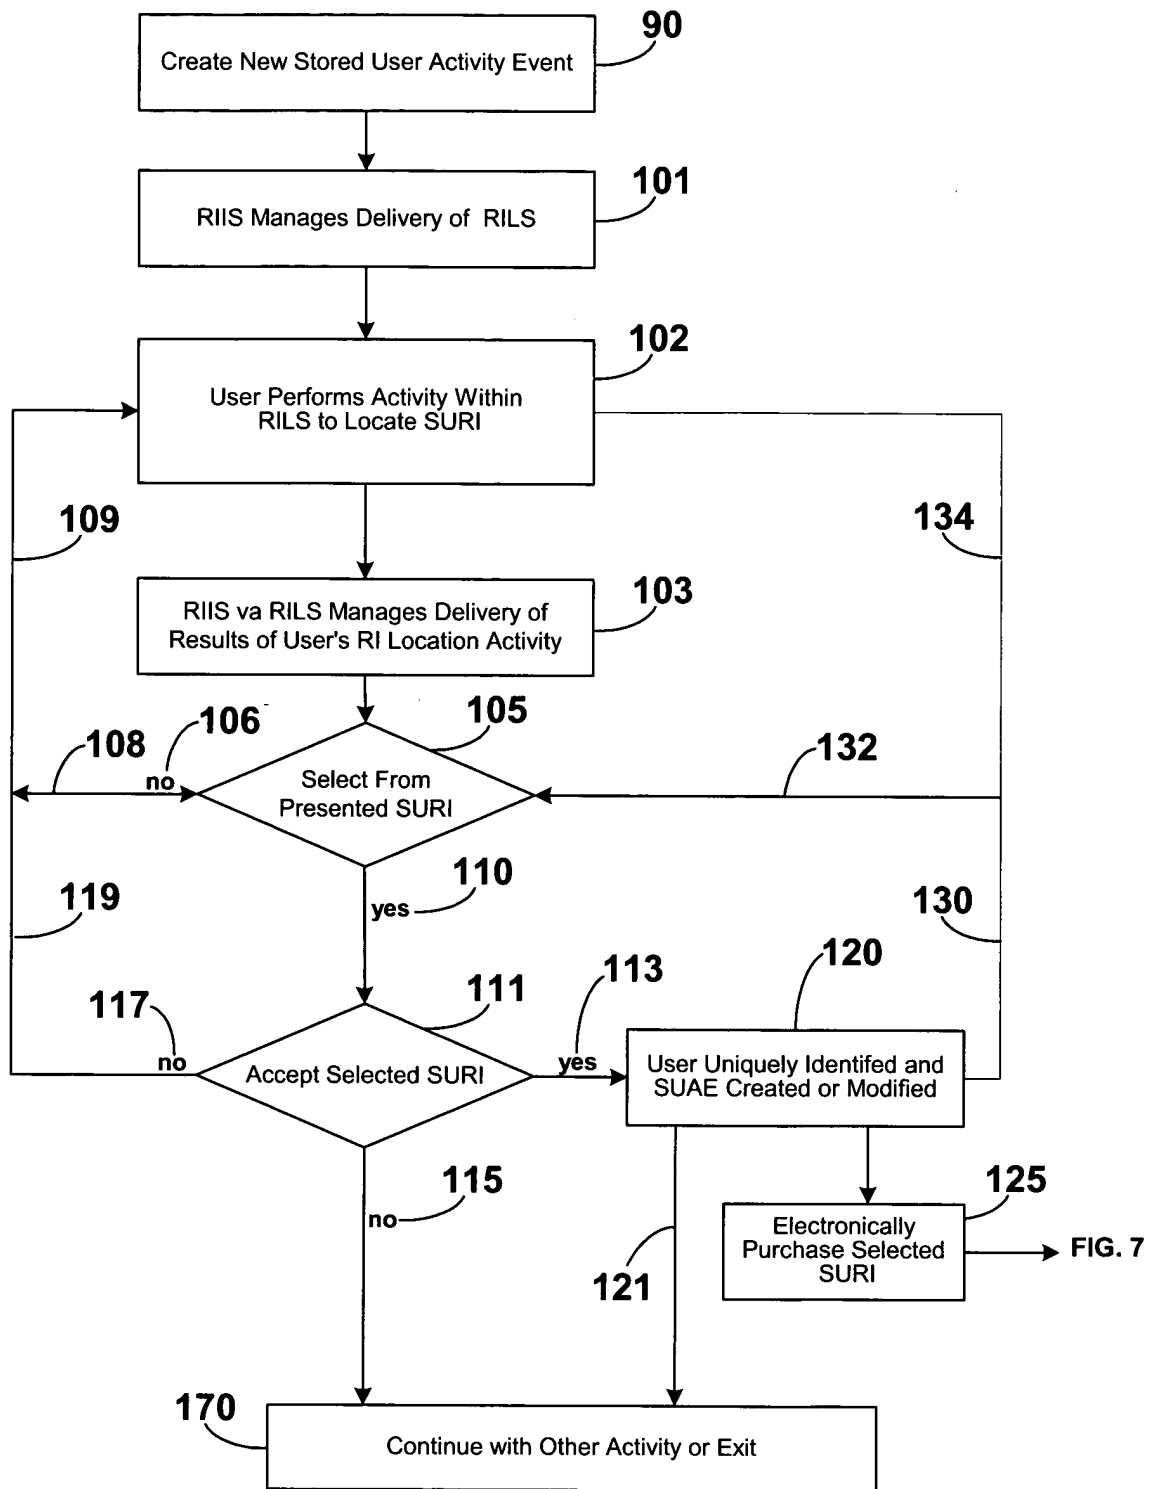 90
Create New Stored User Activity Event
101
RIIS Manages Delivery of RILS
102
User Performs Activity Within
RILS to Locate SURI
109
134
103
RIIS va RILS Manages Delivery of
Results of User's RI Location Activity
106
105
108
no
132
Select From
Presented SURI
110
119
yes
130
120
113
117
111
no
yes
Accept Selected SURI
User Uniquely Identifed and
SUAE Created or Modified
115
125
no
Electronically
Purchase Selected
SURI
FIG. 7
121
170
Continue with Other Activity or Exit